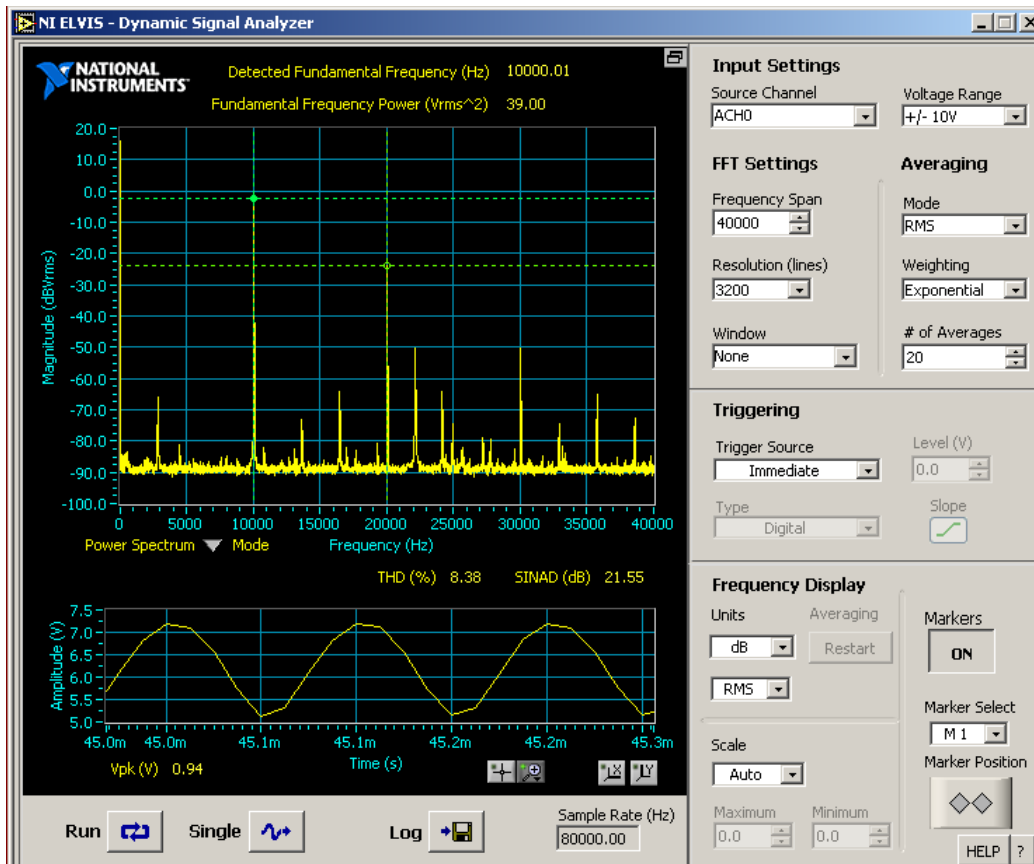 NI ELVIS - Dynamic Signal Analyzer
NATIONAL
INSTRUMENTS
Detected Fundamental Frequency (Hz) 10000.01
Fundamental Frequency Power (Vrms^2) 39.00
Magnitude (dBVrms)
20.0
10.0
0.0
-10.0
-20.0
-30.0
-40.0
-50.0
-60.0
-70.0
-80.0
-90.0
-100.0
0 5000 10000 15000 20000 25000 30000 35000 40000
Power Spectrum Mode Frequency (Hz)
THD (%) 8.38 SINAD (dB) 21.55
Amplitude (V)
7.5
7.0
6.5
6.0
5.5
5.0
45.0m 45.0m 45.1m 45.1m 45.2m 45.2m 45.3m
Vpk (V) 0.94 Time (s)
X Y
Run Single Log
Sample Rate (Hz)
80000.00
Input Settings
Source Channel Voltage Range
ACH0 +/- 10V
FFT Settings Averaging
Frequency Span Mode
40000 RMS
Resolution (lines) Weighting
3200 Exponential
Window # of Averages
None 20
Triggering
Trigger Source Level (V)
Immediate 0.0
Type Slope
Digital
Frequency Display
Units Averaging Markers
dB Restart ON
RMS
Marker Select
M 1
Scale Marker Position
Auto
Maximum Minimum
0.0 0.0
HELP ?